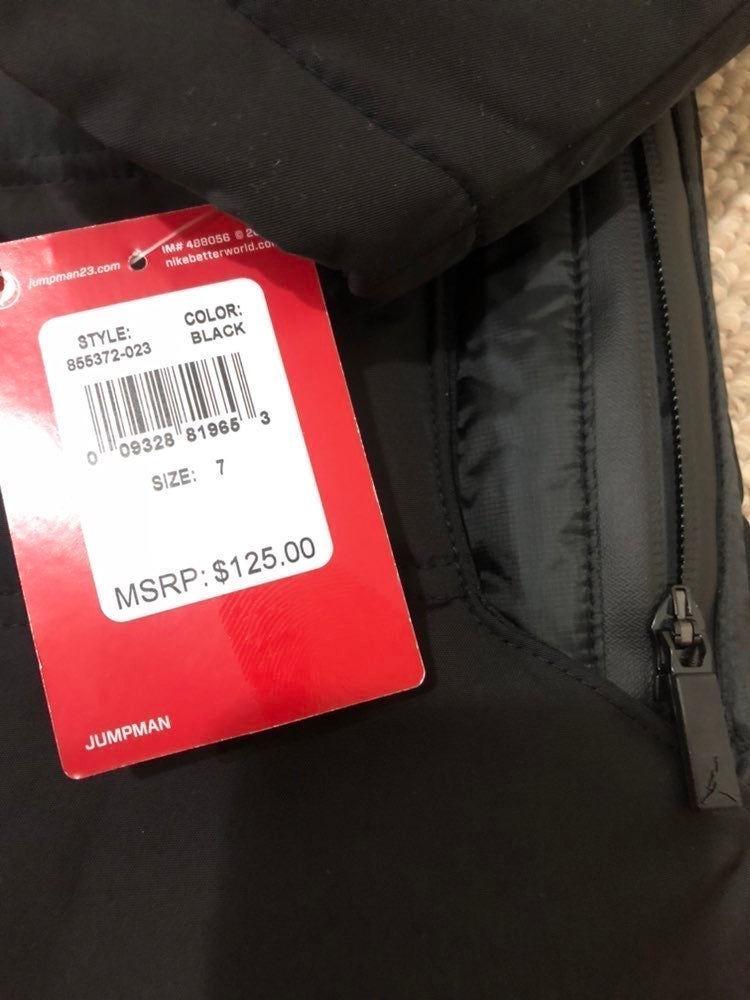 jumpman23.com
IM# 488056 ©
nikebetterworld.com
STYLE:
855372-023
COLOR:
BLACK
0 09328 81965 3
SIZE: 7
MSRP: $125.00
JUMPMAN